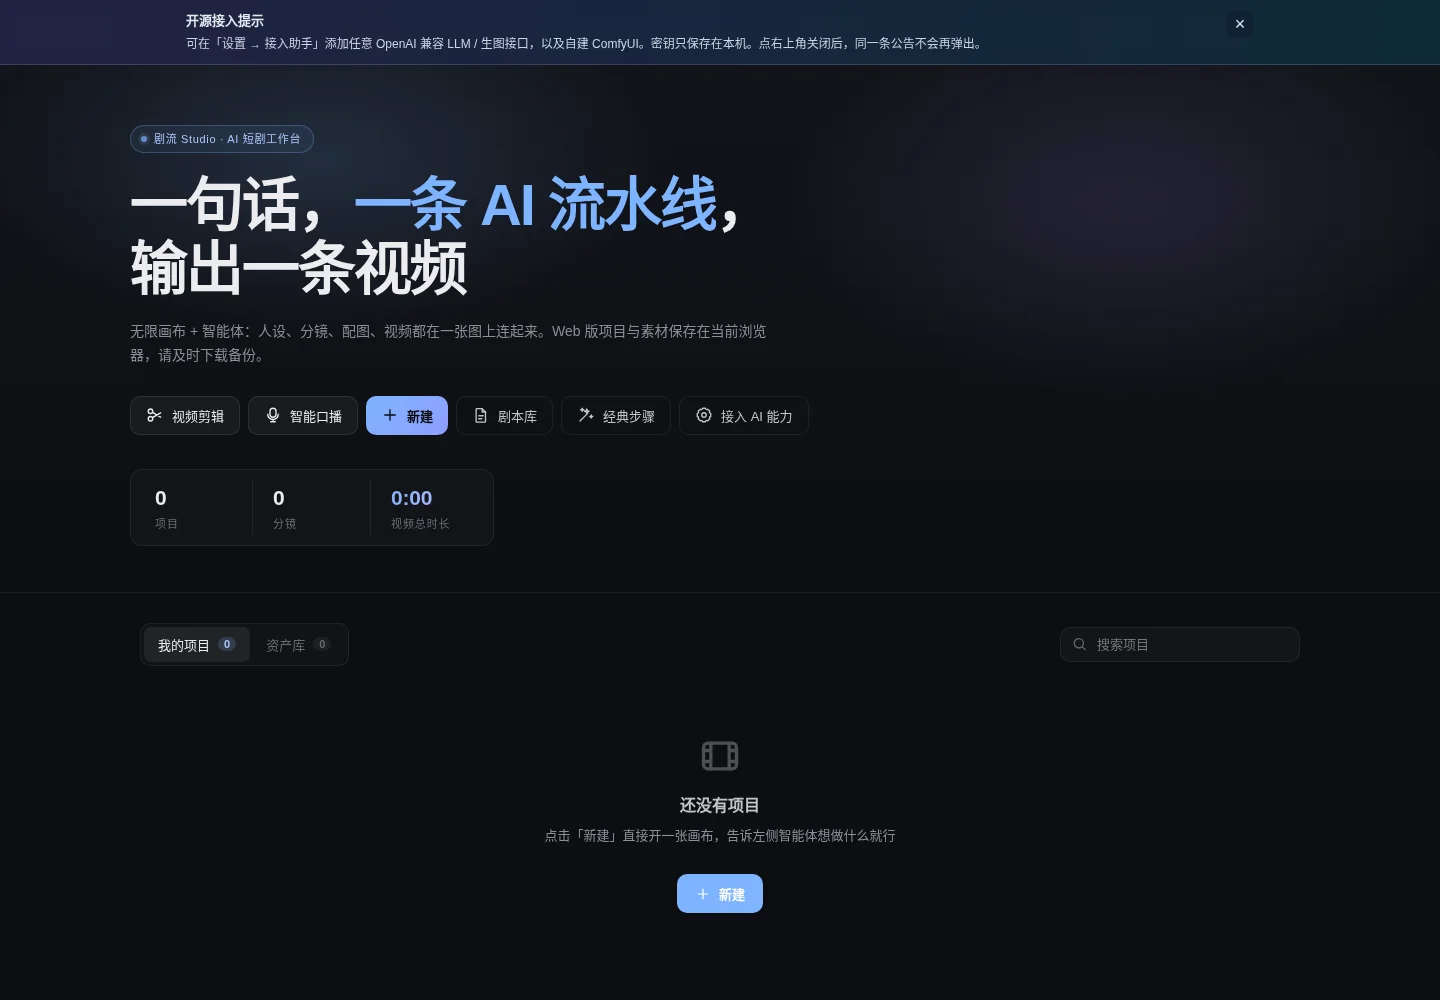 开源接入提示
可在「设置 → 接入助手」添加任意 OpenAI 兼容 LLM / 生图接口，以及自建 ComfyUI。密钥只保存在本机。点右上角关闭后，同一条公告不会再弹出。
剧流 Studio · AI 短剧工作台
一句话，一条 AI 流水线，
输出一条视频
无限画布 + 智能体：人设、分镜、配图、视频都在一张图上连起来。Web 版项目与素材保存在当前浏览
器，请及时下载备份。
视频剪辑
智能口播
新建
剧本库
经典步骤
接入 AI 能力
0
项目
0
分镜
0:00
视频总时长
我的项目 0
资产库 0
搜索项目
还没有项目
点击「新建」直接开一张画布，告诉左侧智能体想做什么就行
新建